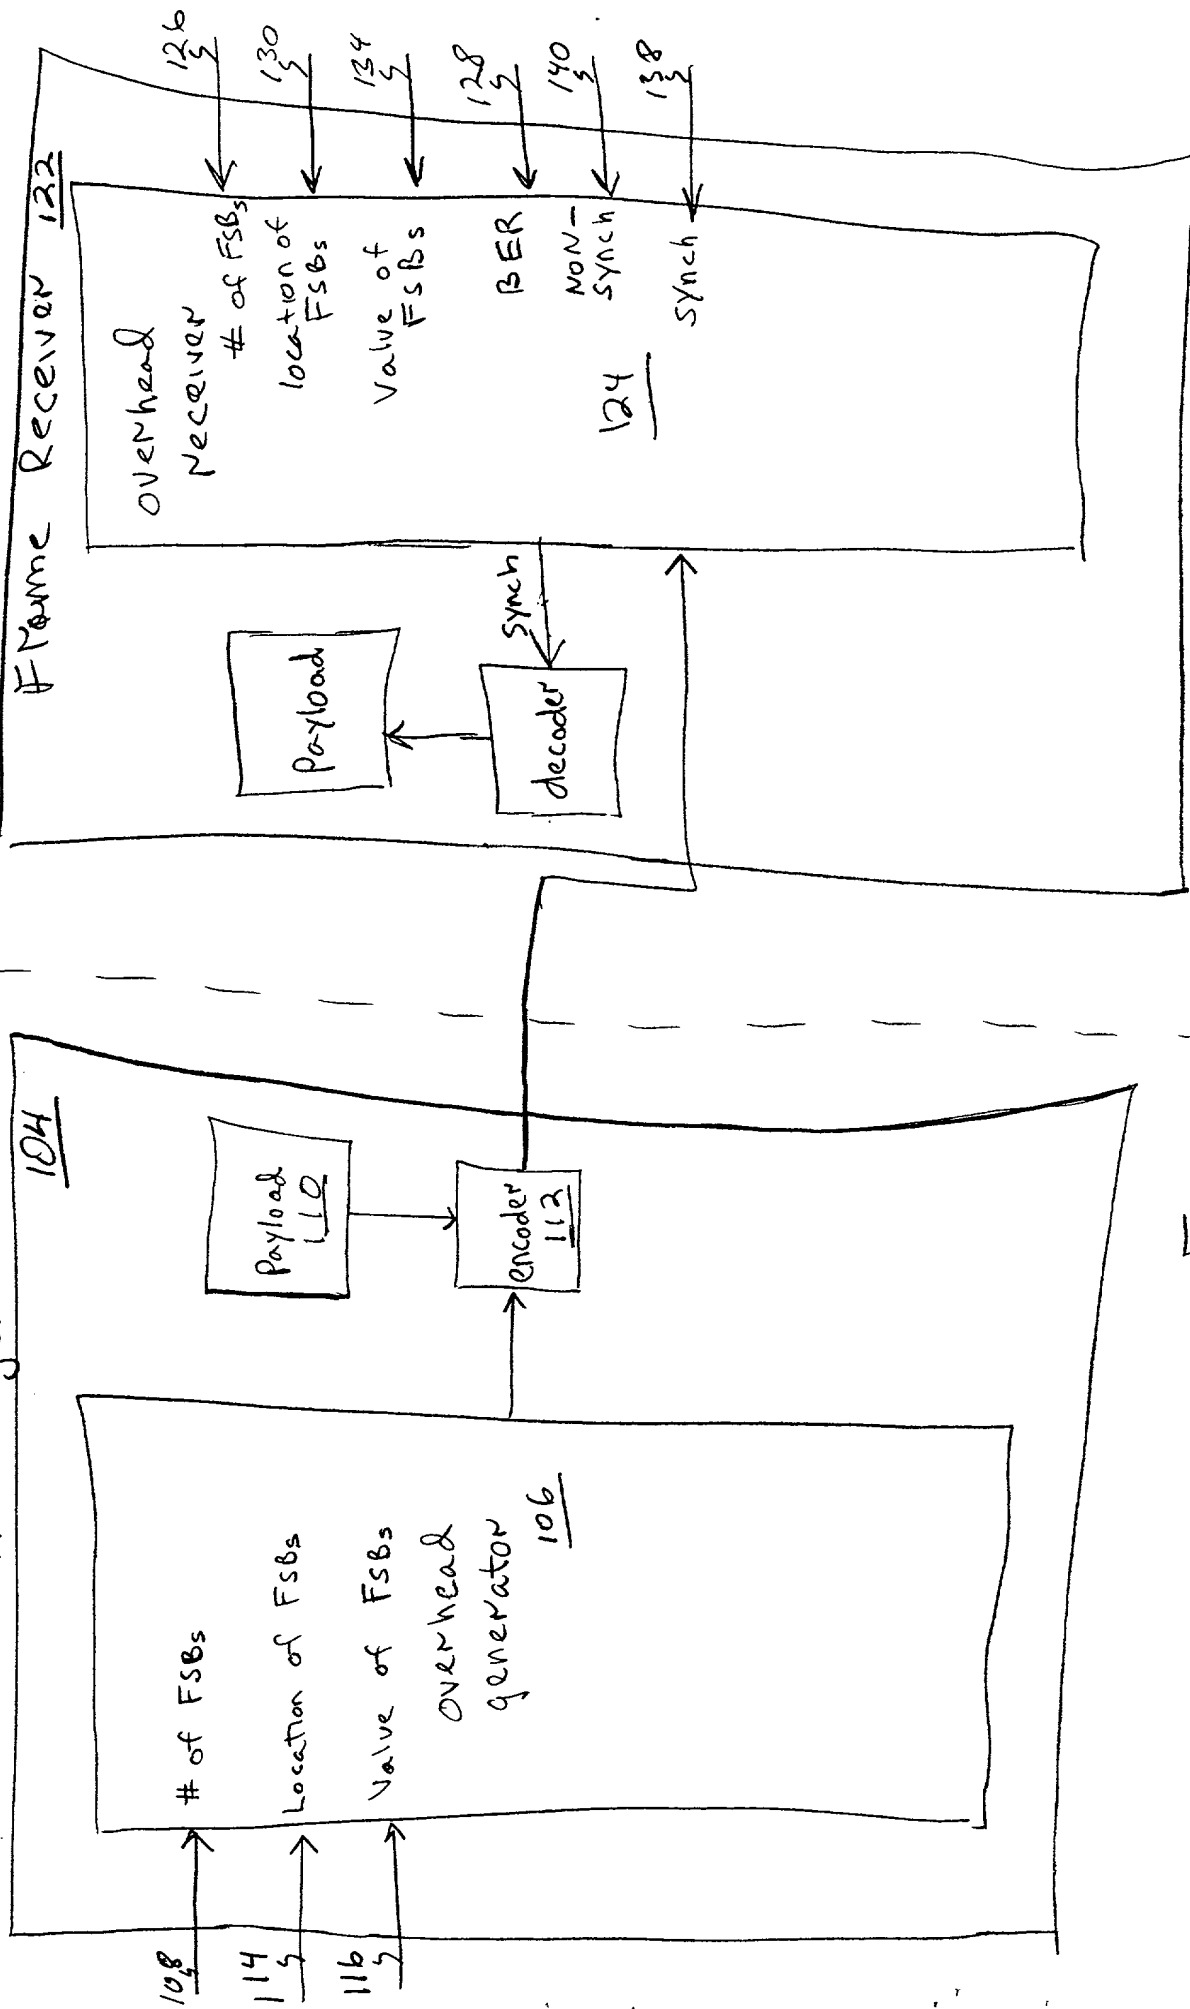 104
# of FSBs
Location of FSBs
Value of FSBs
overhead
generator
106
108
114
116
Payload
110
encoder
112
Frame Receiver 122
overhead
receiver
# of FSBs
location of
FSBs
Value of
FSBs
BER
NON-
synch
synch
124
126
130
134
128
140
138
synch
Payload
decoder